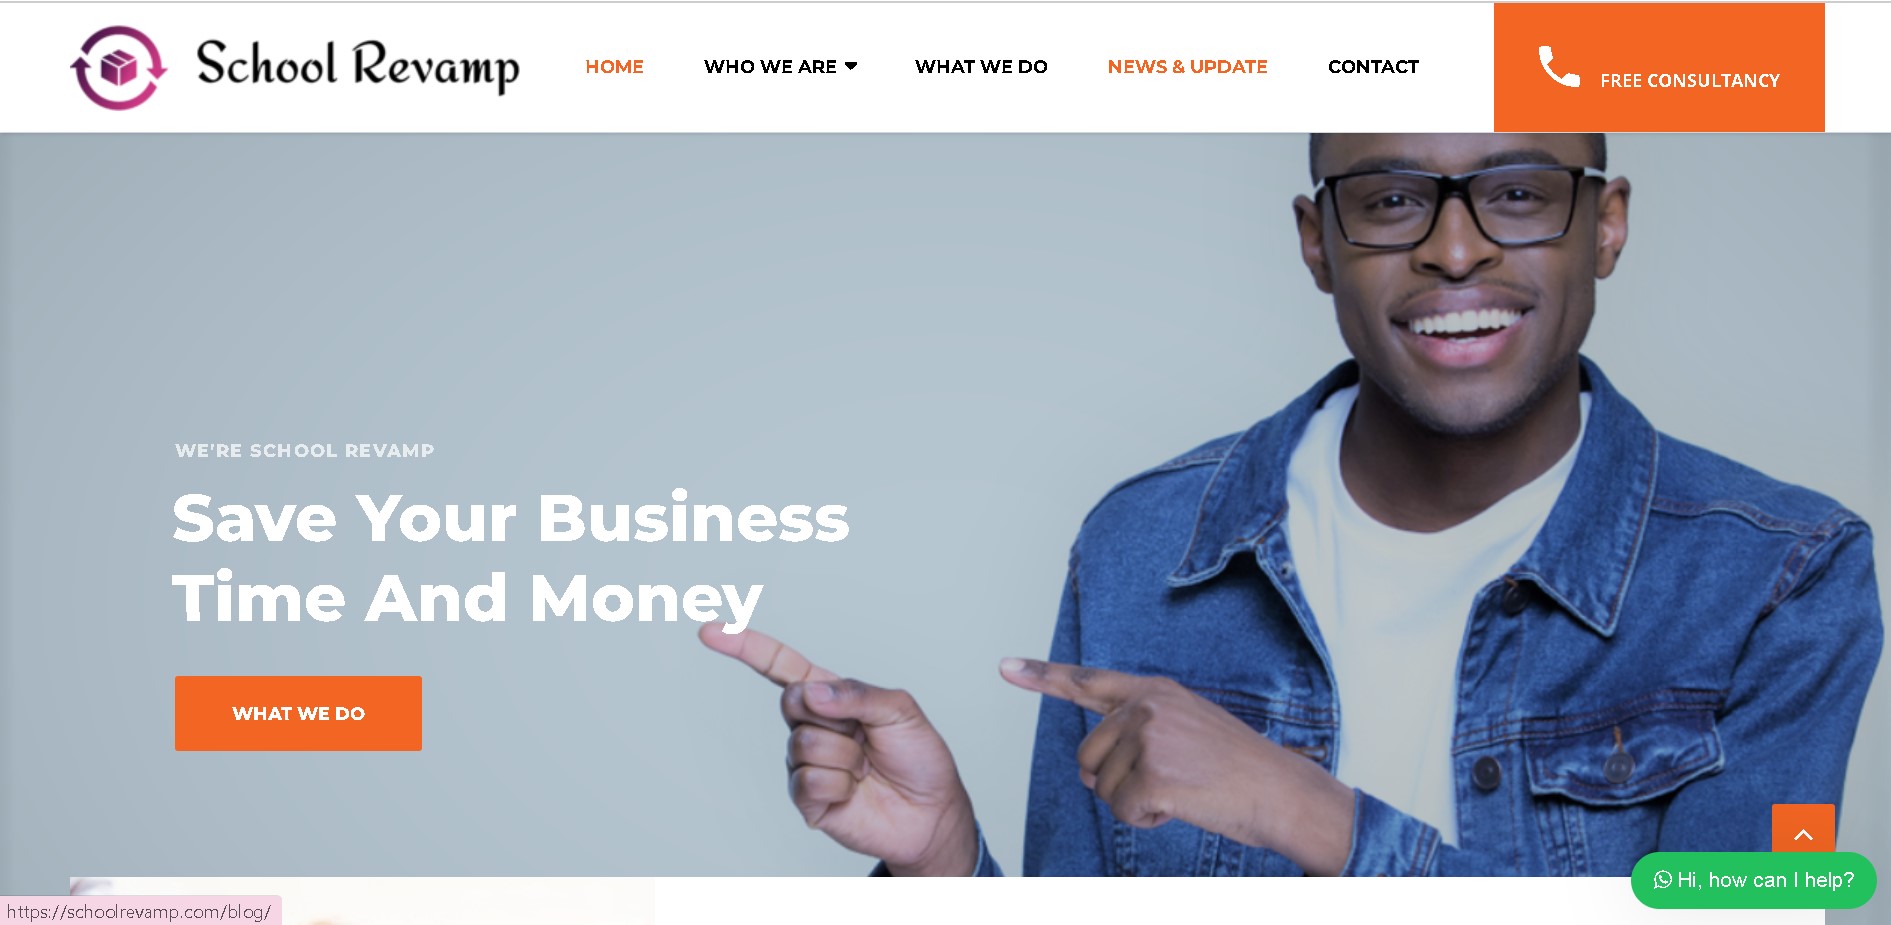 School Revamp
HOME
WHO WE ARE
WHAT WE DO
NEWS & UPDATE
CONTACT
FREE CONSULTANCY
WE'RE SCHOOL REVAMP
Save Your Business
Time And Money
WHAT WE DO
Hi, how can I help?
https://schoolrevamp.com/blog/